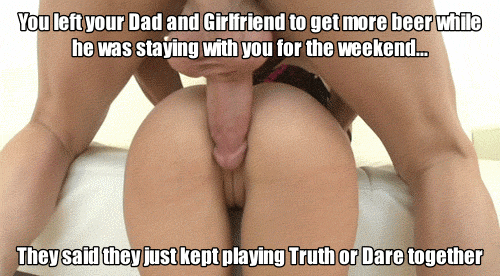 You left your Dad and Girlfriend to get more beer while
he was staying with you for the weekend...
They said they just kept playing Truth or Dare together